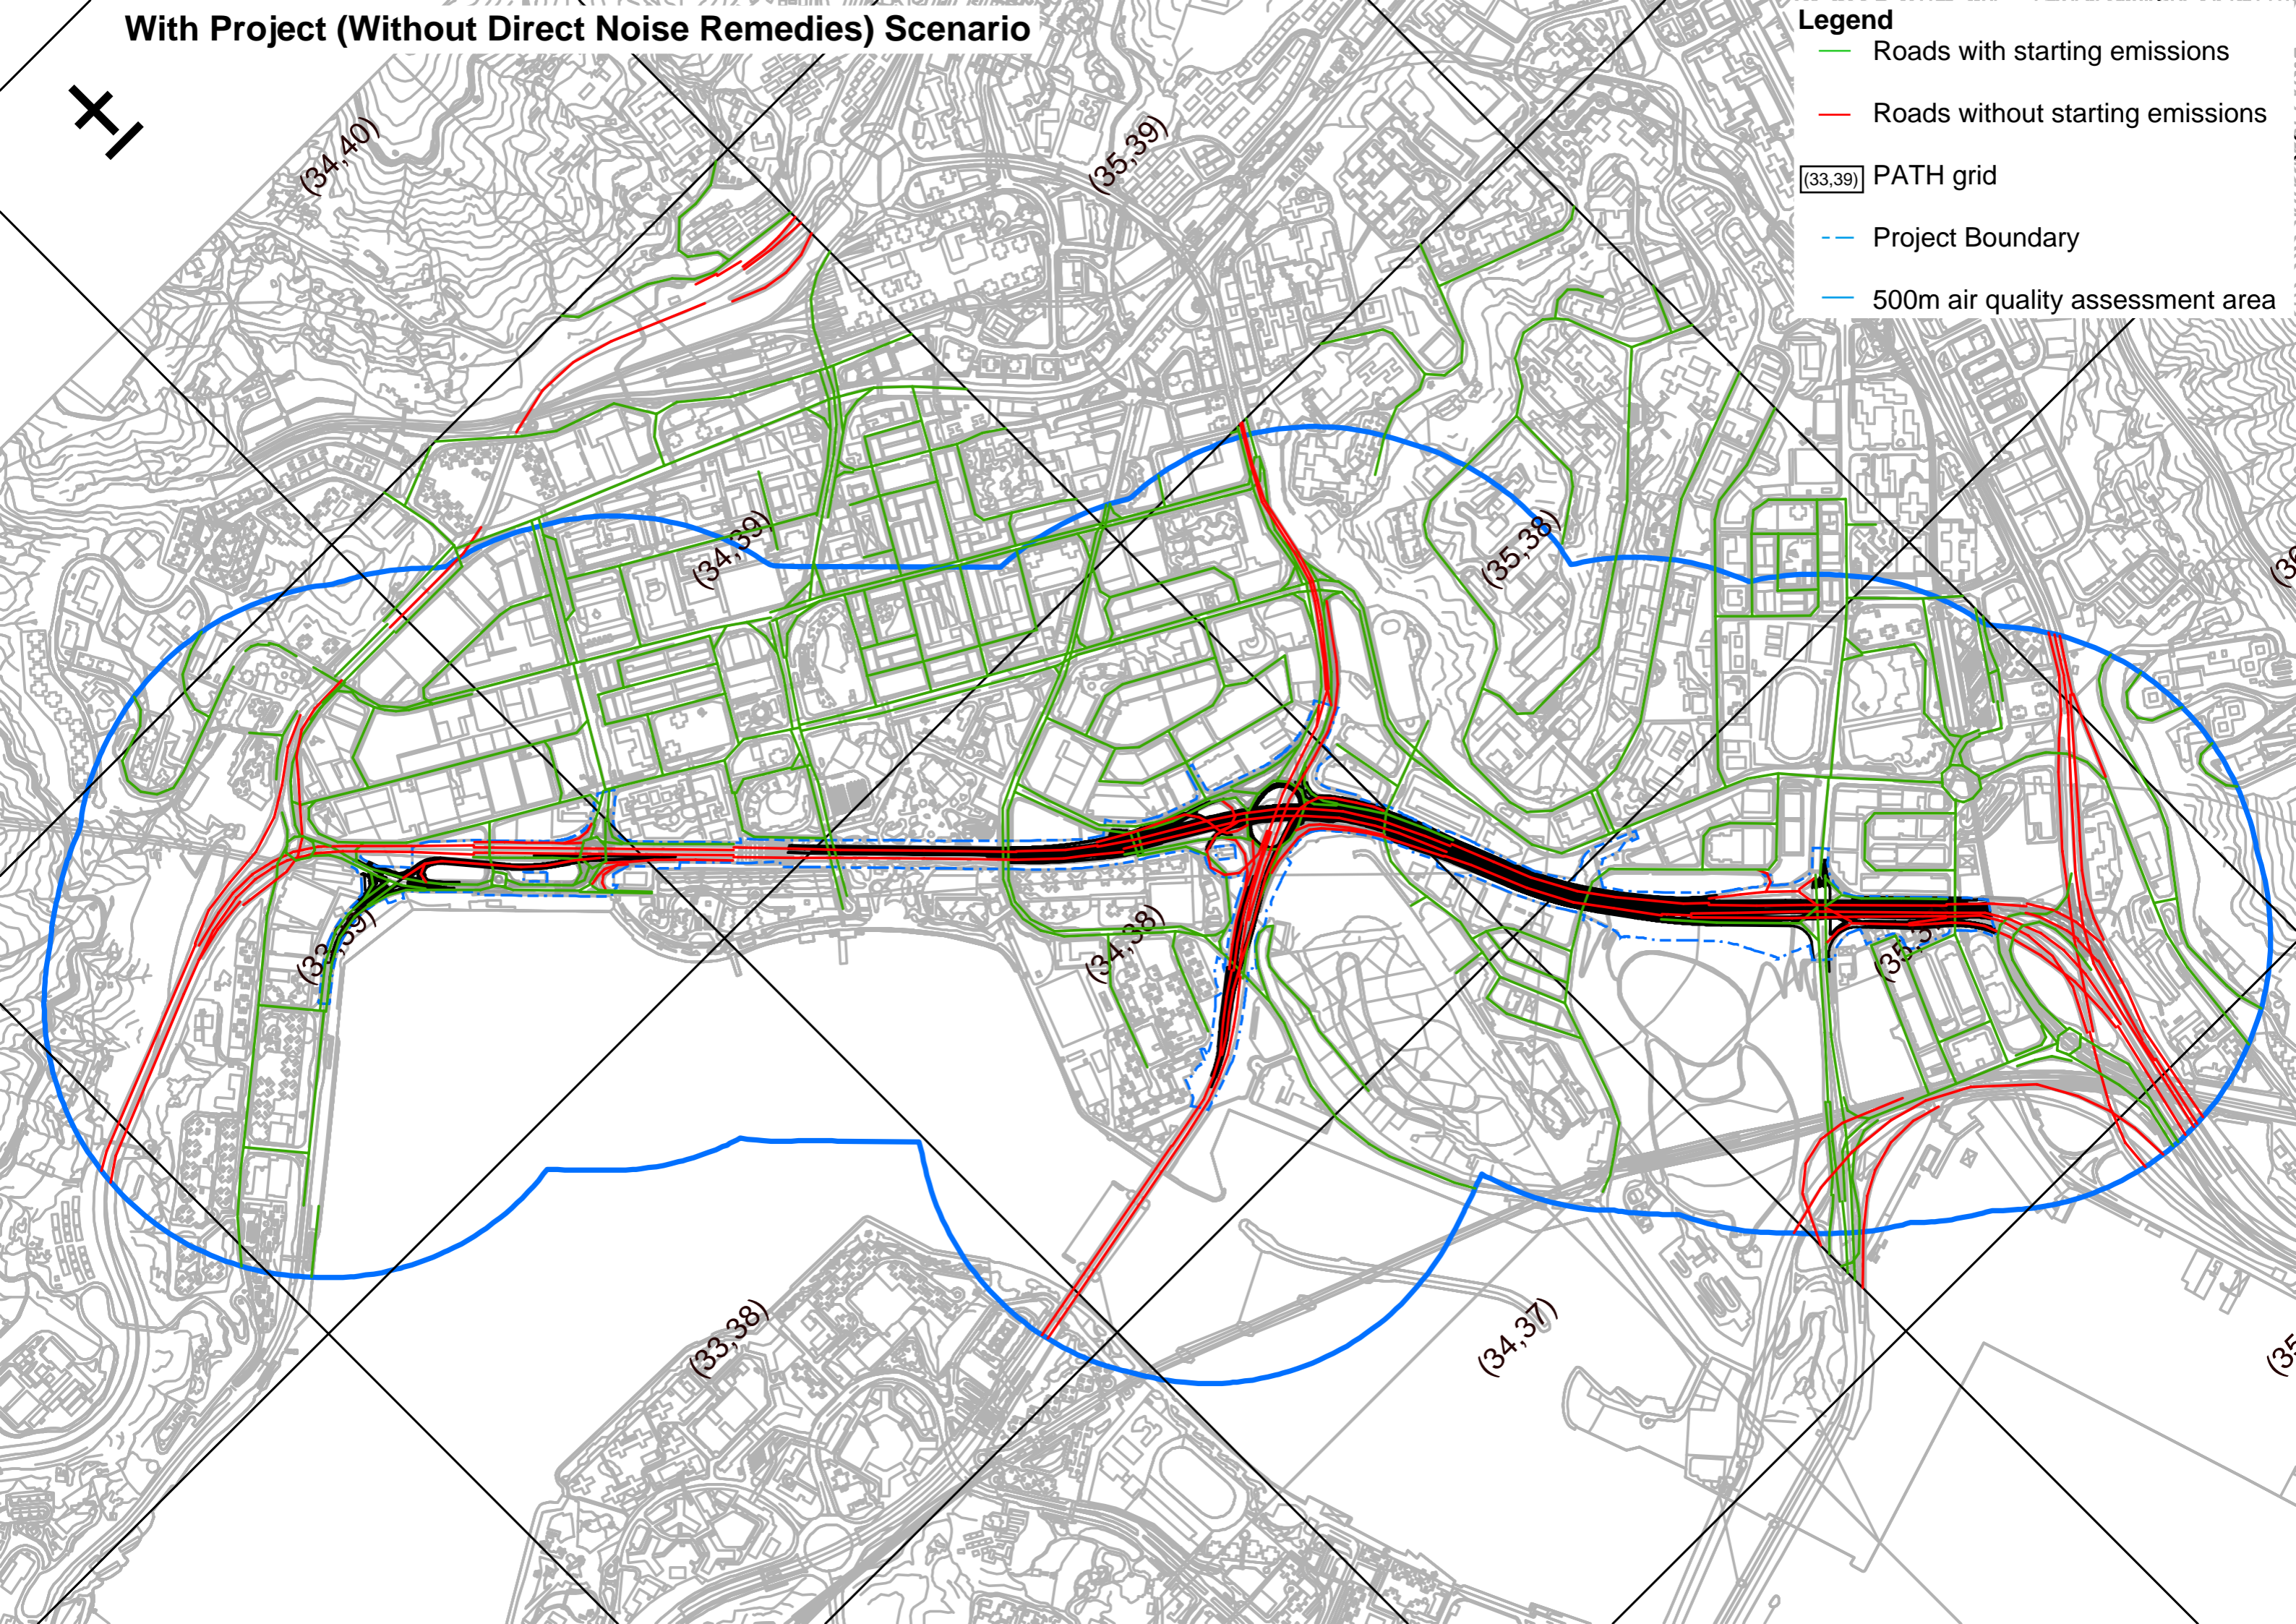 With Project (Without Direct Noise Remedies) Scenario
Legend
Roads with starting emissions
Roads without starting emissions
(33,39) PATH grid
Project Boundary
500m air quality assessment area
(34,40)
(35,39)
(34,39)
(35,38)
(33,39)
(34,38)
(33,38)
(34,37)